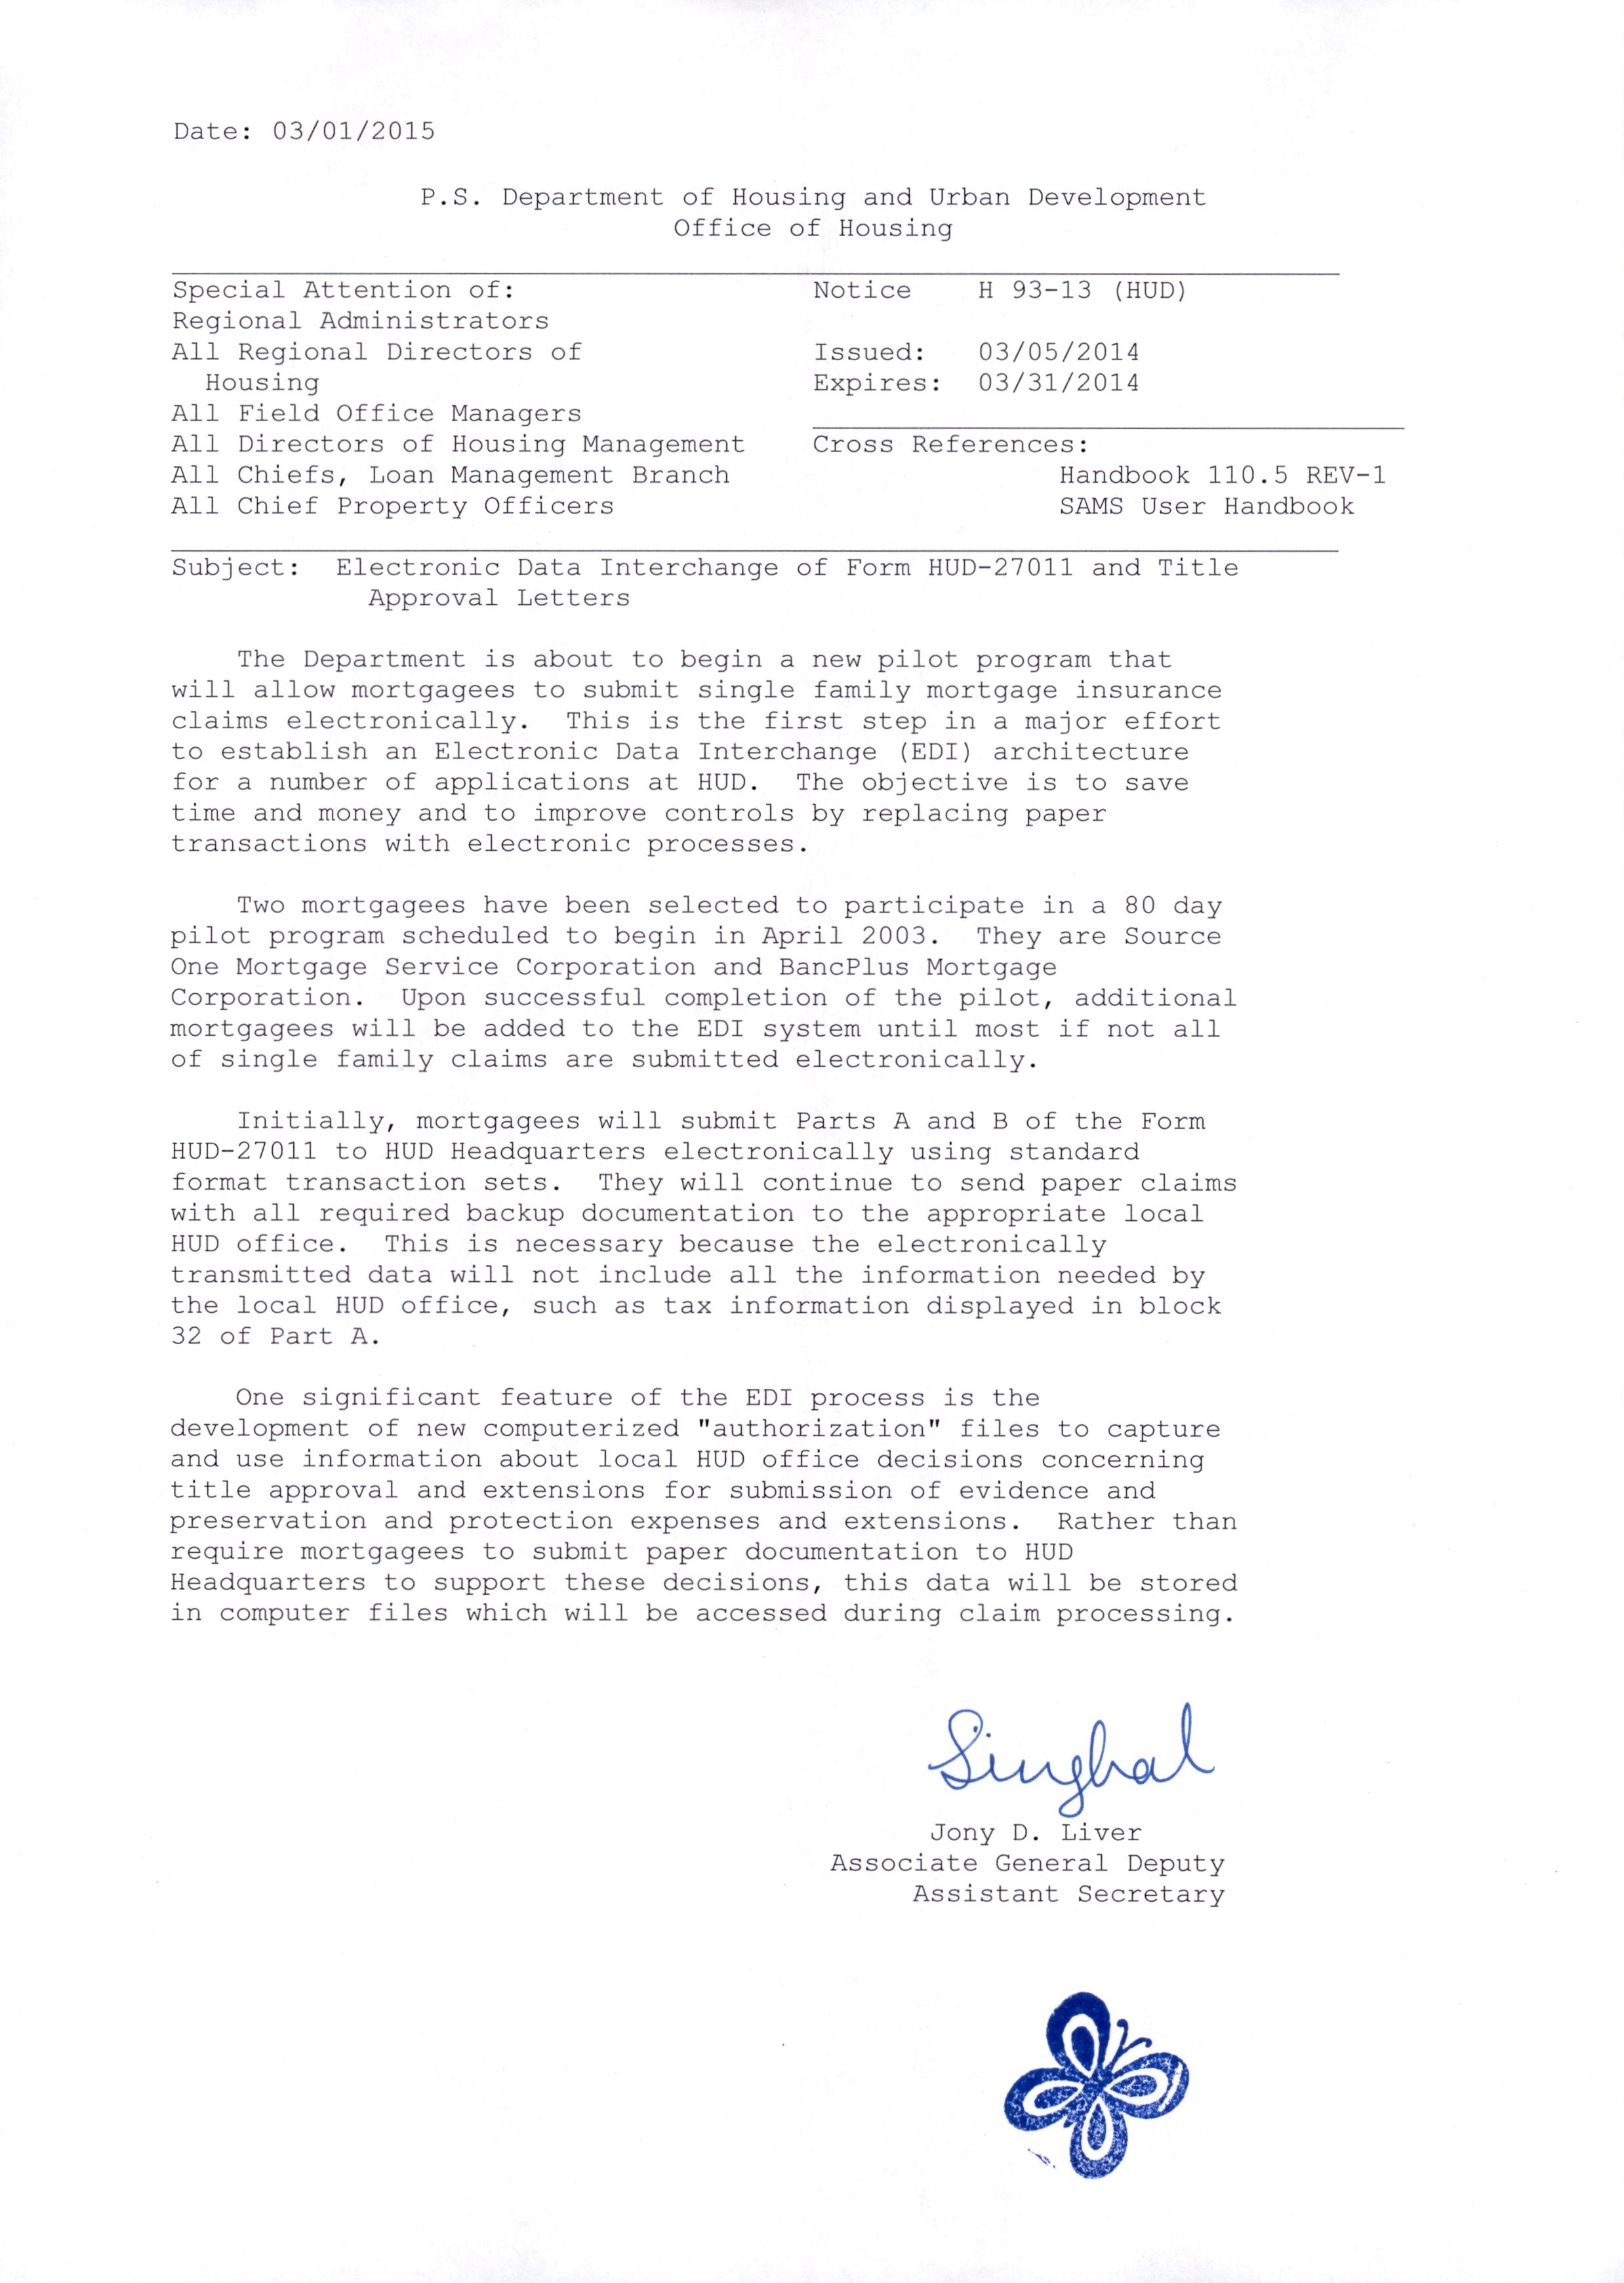 Date: 03/01/2015
P.S. Department of Housing and Urban Development
Office of Housing
Special Attention of:
Regional Administrators
All Regional Directors of
Housing
All Field Office Managers
All Directors of Housing Management
All Chiefs, Loan Management Branch
All Chief Property Officers
Notice H 93-13 (HUD)
Issued: 03/05/2014
Expires: 03/31/2014
Cross References:
Handbook 110.5 REV-1
SAMS User Handbook
Subject: Electronic Data Interchange of Form HUD-27011 and Title
Approval Letters
The Department is about to begin a new pilot program that
will allow mortgagees to submit single family mortgage insurance
claims electronically. This is the first step in a major effort
to establish an Electronic Data Interchange (EDI) architecture
for a number of applications at HUD. The objective is to save
time and money and to improve controls by replacing paper
transactions with electronic processes.
Two mortgagees have been selected to participate in a 80 day
pilot program scheduled to begin in April 2003. They are Source
One Mortgage Service Corporation and BancPlus Mortgage
Corporation. Upon successful completion of the pilot, additional
mortgagees will be added to the EDI system until most if not all
of single family claims are submitted electronically.
Initially, mortgagees will submit Parts A and B of the Form
HUD-27011 to HUD Headquarters electronically using standard
format transaction sets. They will continue to send paper claims
with all required backup documentation to the appropriate local
HUD office. This is necessary because the electronically
transmitted data will not include all the information needed by
the local HUD office, such as tax information displayed in block
32 of Part A.
One significant feature of the EDI process is the
development of new computerized "authorization" files to capture
and use information about local HUD office decisions concerning
title approval and extensions for submission of evidence and
preservation and protection expenses and extensions. Rather than
require mortgagees to submit paper documentation to HUD
Headquarters to support these decisions, this data will be stored
in computer files which will be accessed during claim processing.
Singhal
Jony D. Liver
Associate General Deputy
Assistant Secretary